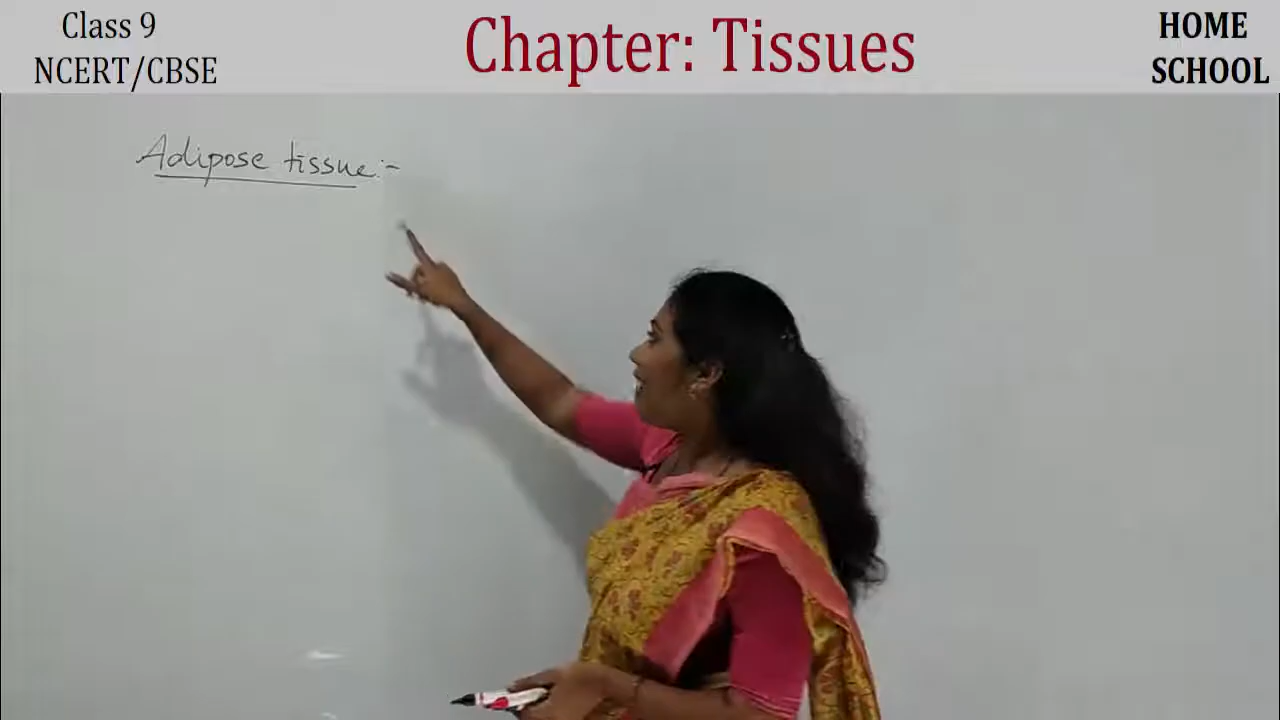 Class 9
NCERT/CBSE
Chapter: Tissues
HOME
SCHOOL
Adipose tissue:-